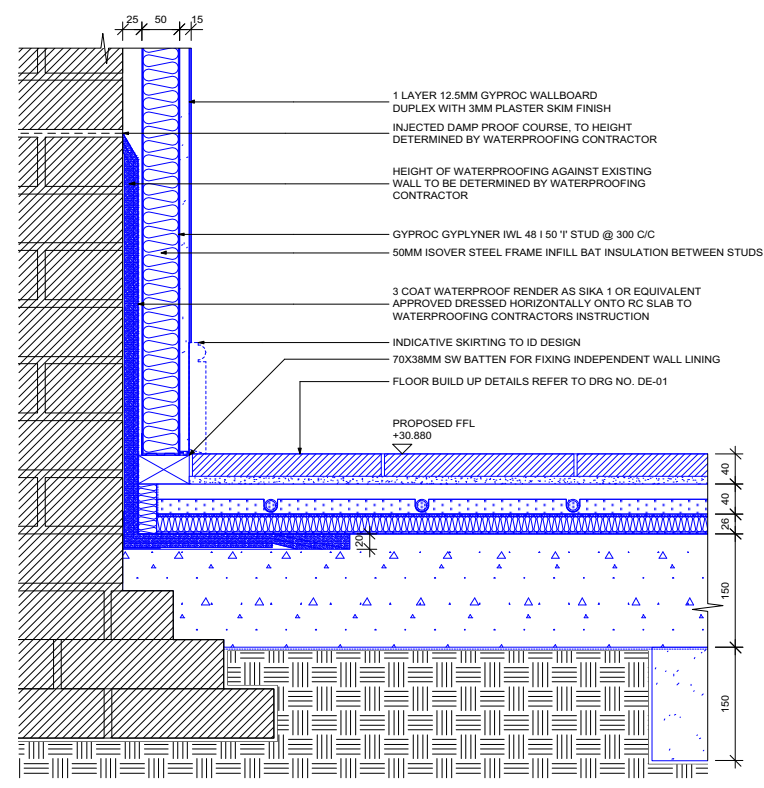 25 50 15
1 LAYER 12.5MM GYPROC WALLBOARD
DUPLEX WITH 3MM PLASTER SKIM FINISH
INJECTED DAMP PROOF COURSE, TO HEIGHT
DETERMINED BY WATERPROOFING CONTRACTOR
HEIGHT OF WATERPROOFING AGAINST EXISTING
WALL TO BE DETERMINED BY WATERPROOFING
CONTRACTOR
GYPROC GYPLYNER IWL 48 I 50 'I' STUD @ 300 C/C
50MM ISOVER STEEL FRAME INFILL BAT INSULATION BETWEEN STUDS
3 COAT WATERPROOF RENDER AS SIKA 1 OR EQUIVALENT
APPROVED DRESSED HORIZONTALLY ONTO RC SLAB TO
WATERPROOFING CONTRACTORS INSTRUCTION
INDICATIVE SKIRTING TO ID DESIGN
70X38MM SW BATTEN FOR FIXING INDEPENDENT WALL LINING
FLOOR BUILD UP DETAILS REFER TO DRG NO. DE-01
PROPOSED FFL
+30.880
40
40
26
20
150
150